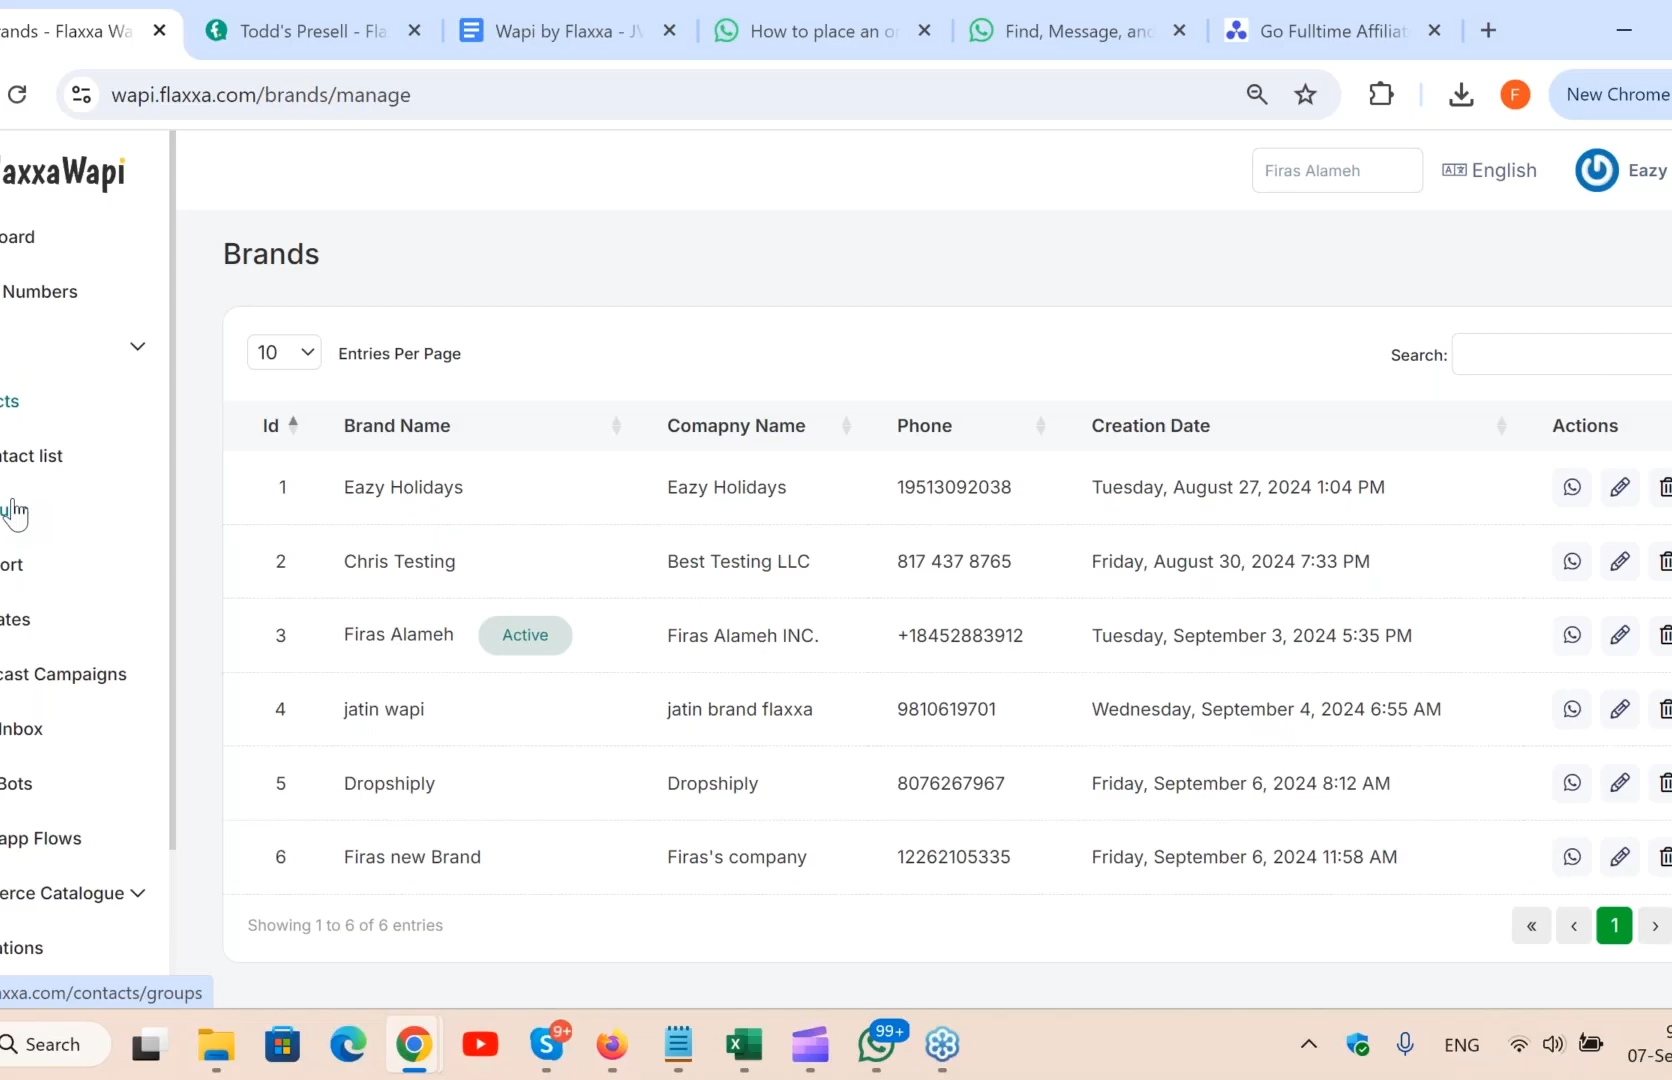 ands - Flaxxa Wa
Todd's Presell - Fla
Wapi by Flaxxa - JV
How to place an or
Find, Message, and
Go Fulltime Affiliat
wapi.flaxxa.com/brands/manage
F
New Chrome
axxaWapi
Firas Alameh
English
Eazy
oard
Numbers
cts
ntact list
u
ort
ates
cast Campaigns
Inbox
Bots
app Flows
erce Catalogue
ations
axxa.com/contacts/groups
Brands
10
Entries Per Page
Search:
Id
Brand Name
Comapny Name
Phone
Creation Date
Actions
1
Eazy Holidays
Eazy Holidays
19513092038
Tuesday, August 27, 2024 1:04 PM
2
Chris Testing
Best Testing LLC
817 437 8765
Friday, August 30, 2024 7:33 PM
3
Firas Alameh
Active
Firas Alameh INC.
+18452883912
Tuesday, September 3, 2024 5:35 PM
4
jatin wapi
jatin brand flaxxa
9810619701
Wednesday, September 4, 2024 6:55 AM
5
Dropshiply
Dropshiply
8076267967
Friday, September 6, 2024 8:12 AM
6
Firas new Brand
Firas's company
12262105335
Friday, September 6, 2024 11:58 AM
Showing 1 to 6 of 6 entries
«
‹
1
›
Search
9+
99+
ENG
9
07-Se